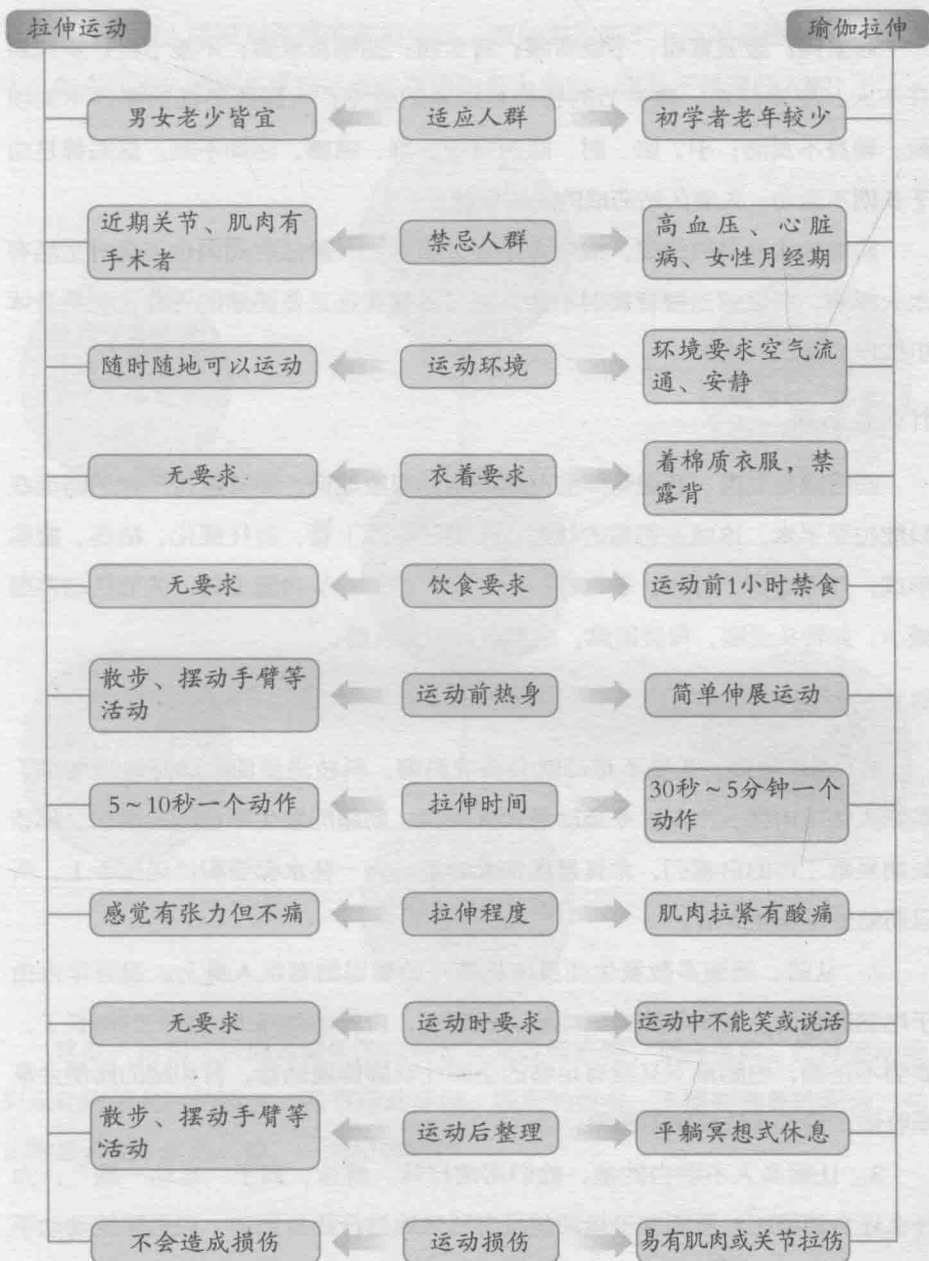 拉伸运动 瑜伽拉伸
男女老少皆宜 适应人群 初学者老年较少
近期关节、肌肉有
手术者
禁忌人群
高血压、心脏
病、女性月经期
随时随地可以运动 运动环境
环境要求空气流
通、安静
无要求 衣着要求
着棉质衣服，禁
露背
无要求 饮食要求 运动前1小时禁食
散步、摆动手臂等
活动
运动前热身 简单伸展运动
5～10秒一个动作 拉伸时间
30秒～5分钟一个
动作
感觉有张力但不痛 拉伸程度 肌肉拉紧有酸痛
无要求 运动时要求 运动中不能笑或说话
散步、摆动手臂等
活动
运动后整理 平躺冥想式休息
不会造成损伤 运动损伤 易有肌肉或关节拉伤